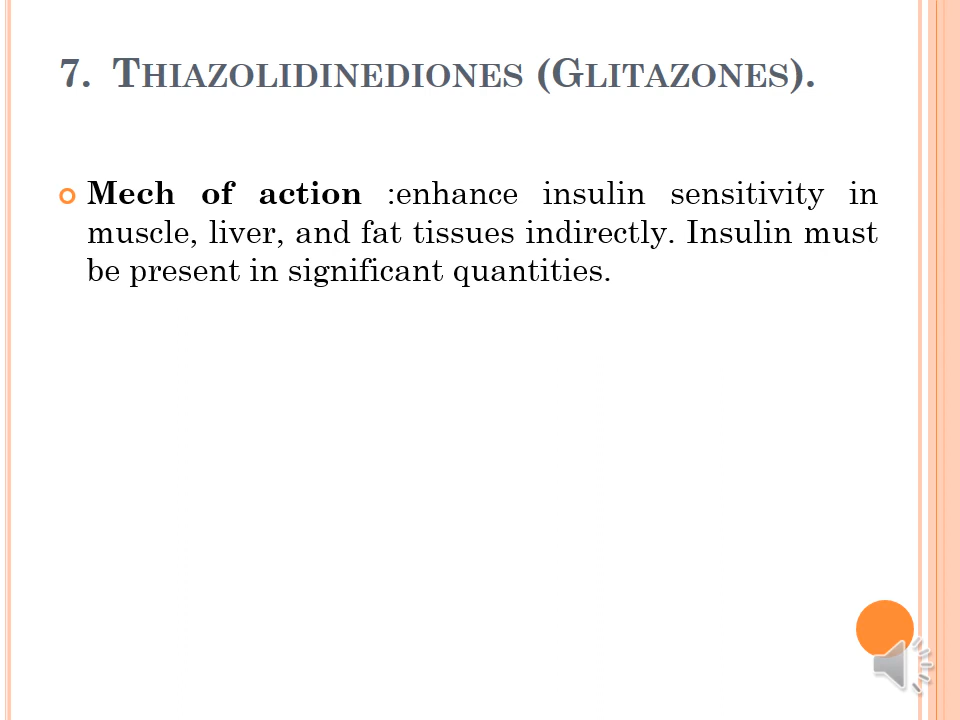 7. THIAZOLIDINEDIONES (GLITAZONES).
Mech of action :enhance insulin sensitivity in
muscle, liver, and fat tissues indirectly. Insulin must
be present in significant quantities.